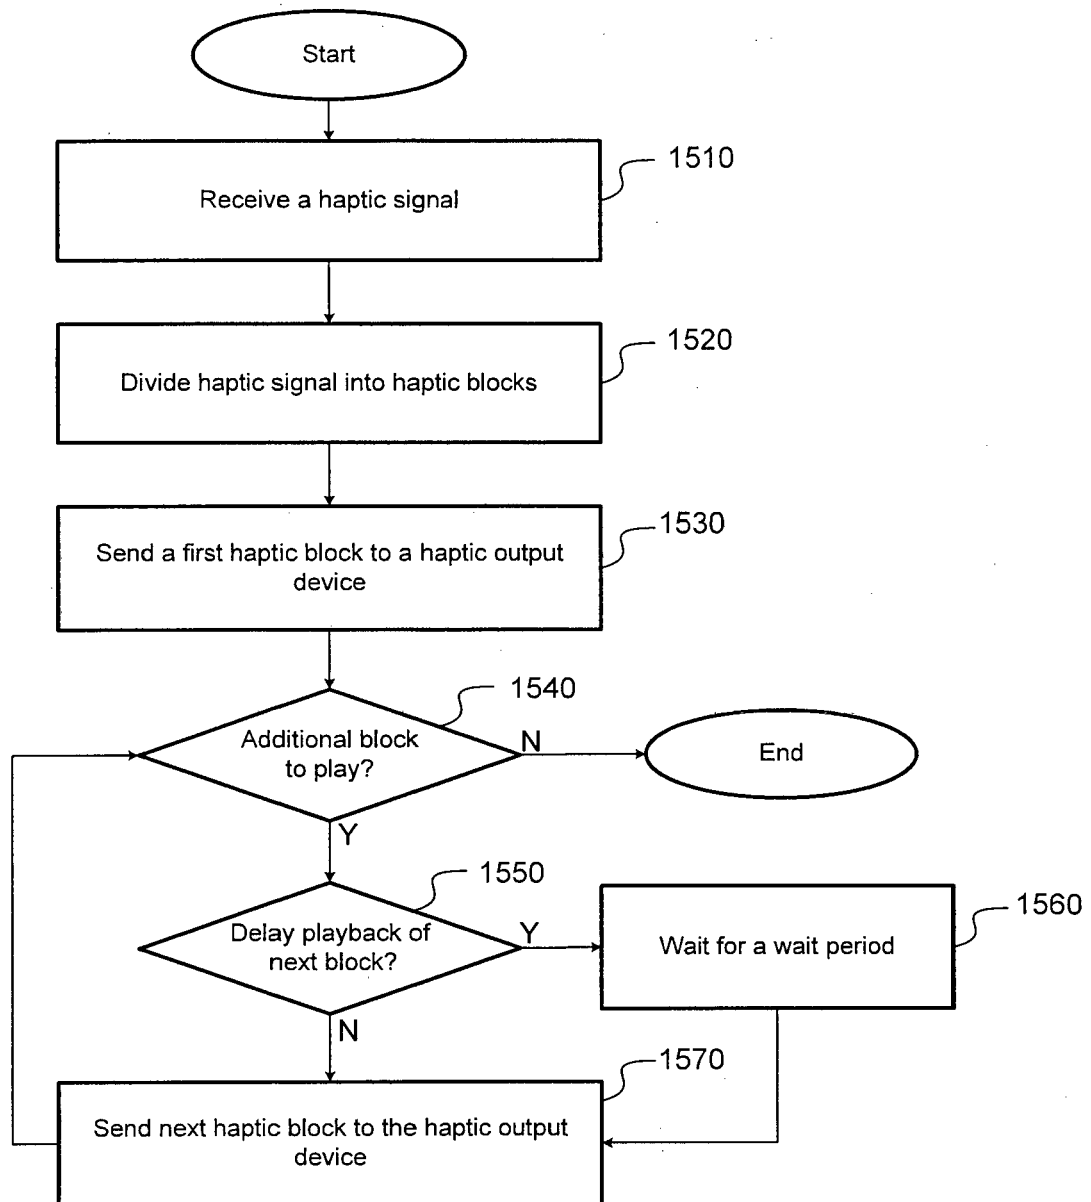 Start
1510
Receive a haptic signal
1520
Divide haptic signal into haptic blocks
1530
Send a first haptic block to a haptic output
device
1540
Additional block
to play?
N
End
Y
1550
Delay playback of
next block?
Y
Wait for a wait period
1560
N
1570
Send next haptic block to the haptic output
device